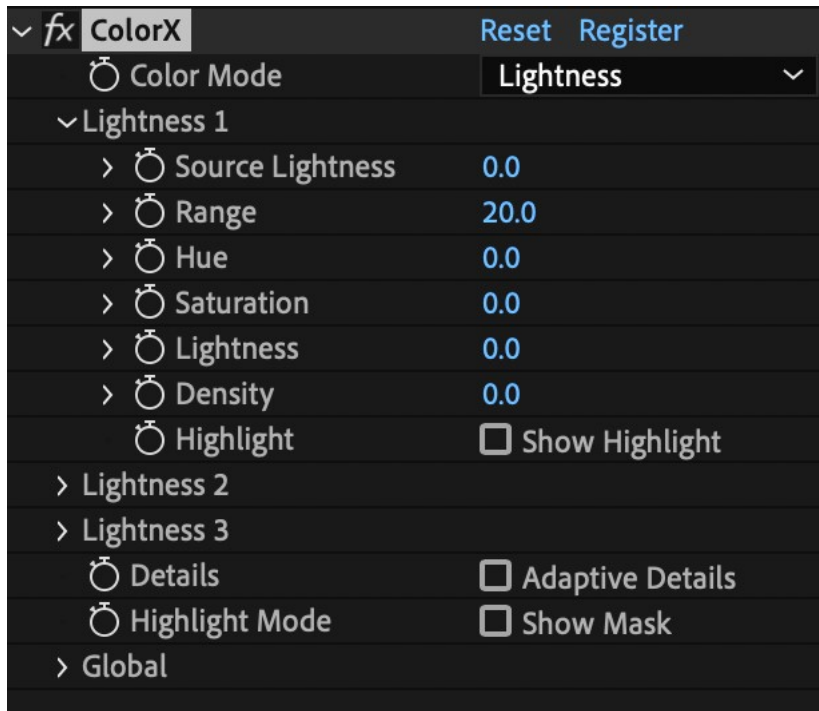 fx ColorX Reset Register
Color Mode Lightness
Lightness 1
Source Lightness 0.0
Range 20.0
Hue 0.0
Saturation 0.0
Lightness 0.0
Density 0.0
Highlight Show Highlight
Lightness 2
Lightness 3
Details Adaptive Details
Highlight Mode Show Mask
Global